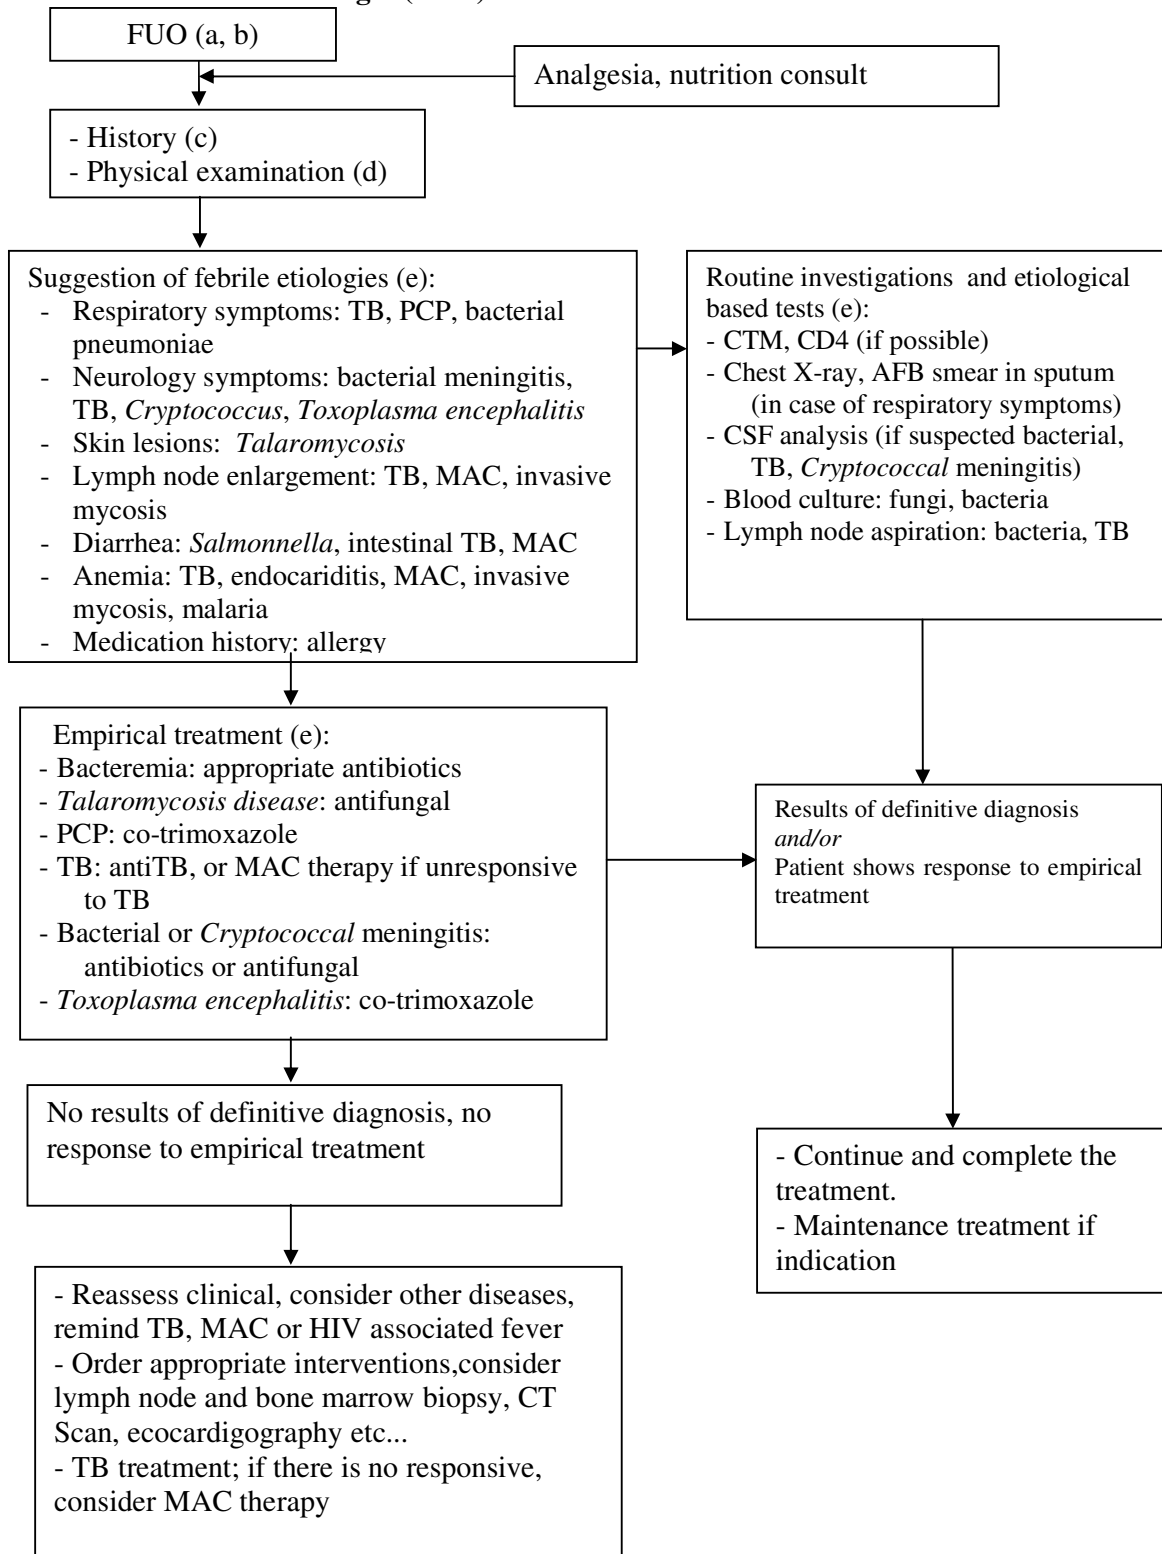 FUO (a, b)
Analgesia, nutrition consult
- History (c)
- Physical examination (d)
Suggestion of febrile etiologies (e):
- Respiratory symptoms: TB, PCP, bacterial
pneumoniae
- Neurology symptoms: bacterial meningitis,
TB, Cryptococcus, Toxoplasma encephalitis
- Skin lesions: Talaromycosis
- Lymph node enlargement: TB, MAC, invasive
mycosis
- Diarrhea: Salmonnella, intestinal TB, MAC
- Anemia: TB, endocariditis, MAC, invasive
mycosis, malaria
- Medication history: allergy
Routine investigations and etiological
based tests (e):
- CTM, CD4 (if possible)
- Chest X-ray, AFB smear in sputum
(in case of respiratory symptoms)
- CSF analysis (if suspected bacterial,
TB, Cryptococcal meningitis)
- Blood culture: fungi, bacteria
- Lymph node aspiration: bacteria, TB
Empirical treatment (e):
- Bacteremia: appropriate antibiotics
- Talaromycosis disease: antifungal
- PCP: co-trimoxazole
- TB: antiTB, or MAC therapy if unresponsive
to TB
- Bacterial or Cryptococcal meningitis:
antibiotics or antifungal
- Toxoplasma encephalitis: co-trimoxazole
Results of definitive diagnosis
and/or
Patient shows response to empirical
treatment
No results of definitive diagnosis, no
response to empirical treatment
- Continue and complete the
treatment.
- Maintenance treatment if
indication
- Reassess clinical, consider other diseases,
remind TB, MAC or HIV associated fever
- Order appropriate interventions,consider
lymph node and bone marrow biopsy, CT
Scan, ecocardigography etc...
- TB treatment; if there is no responsive,
consider MAC therapy